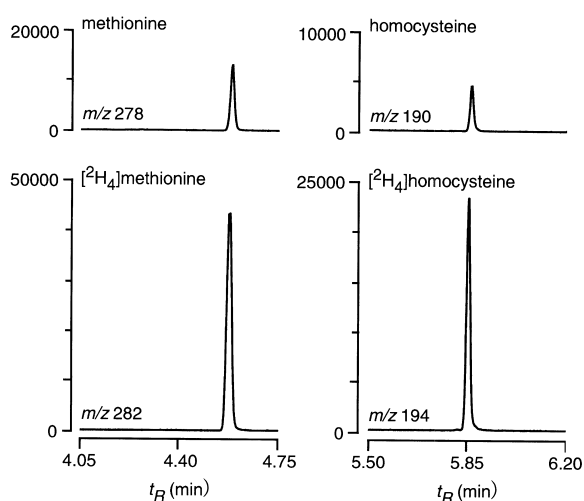 methionine
20000
m/z 278
0
homocysteine
10000
m/z 190
0
[²H₄]methionine
50000
m/z 282
0
4.05 4.40 4.75
t_R (min)
[²H₄]homocysteine
25000
m/z 194
0
5.50 5.85 6.20
t_R (min)